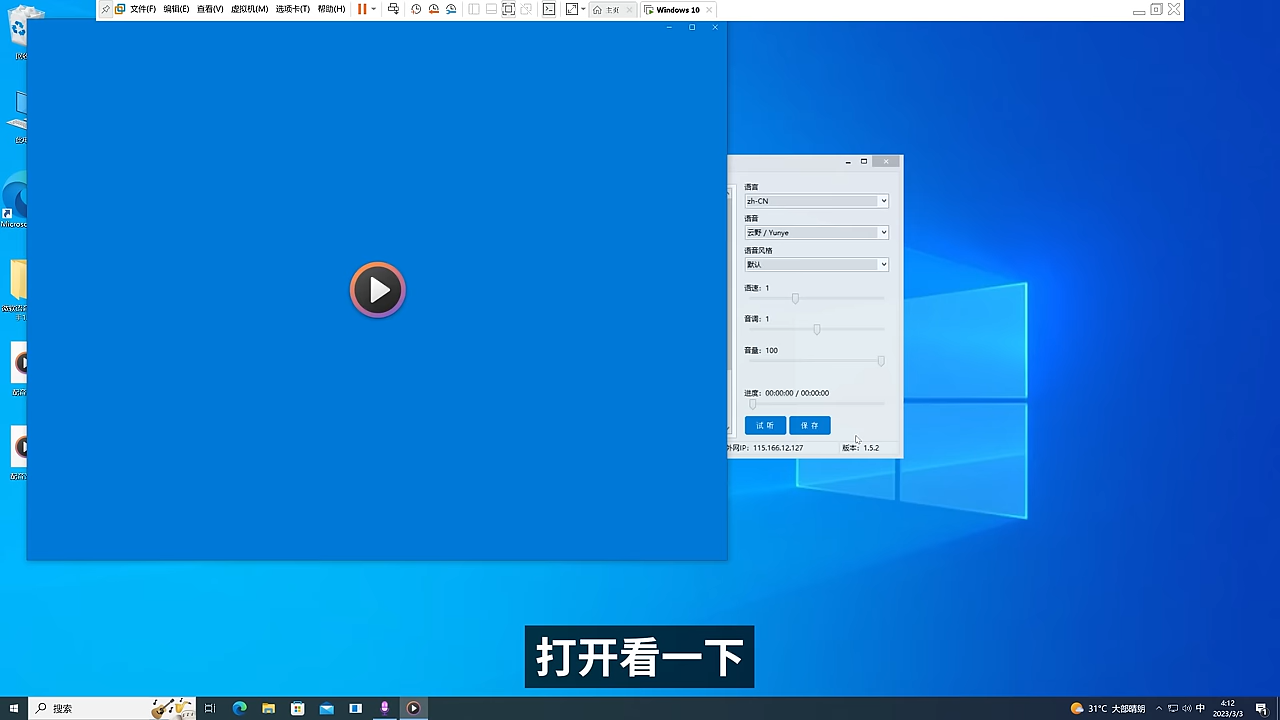 文件(F) 编辑(E) 查看(V) 虚拟机(M) 选项卡(T) 帮助(H) 主页 Windows 10
Microso
语言
zh-CN
语音
云野 / Yunye
语音风格
默认
语速: 1
音调: 1
音量: 100
进度: 00:00:00 / 00:00:00
试 听 保 存
外网IP: 115.166.12.127 版本: 1.5.2
打开看一下
搜索
31°C 大部晴朗 中 4:12
2023/3/3